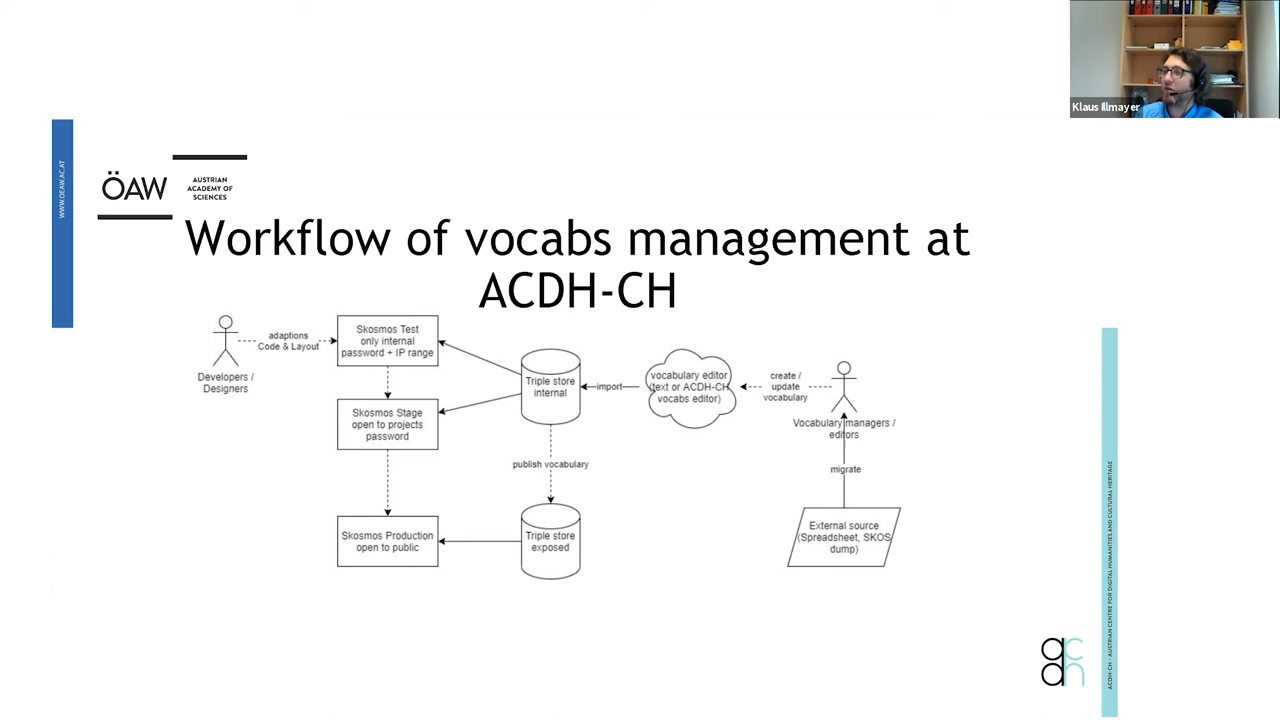 Klaus Illmayer
WWW.OEAW.AC.AT
ÖAW
AUSTRIAN
ACADEMY OF
SCIENCES
Workflow of vocabs management at
ACDH-CH
Developers /
Designers
adaptions
Code & Layout
Skosmos Test
only internal
password + IP range
Skosmos Stage
open to projects
password
Skosmos Production
open to public
Triple store
internal
publish vocabulary
Triple store
exposed
import
vocabulary editor
(text or ACDH-CH
vocabs editor)
create /
update
vocabulary
Vocabulary managers /
editors
migrate
External source
(Spreadsheet, SKOS
dump)
ACDH-CH - AUSTRIAN CENTRE FOR DIGITAL HUMANITIES AND CULTURAL HERITAGE
ac
dh